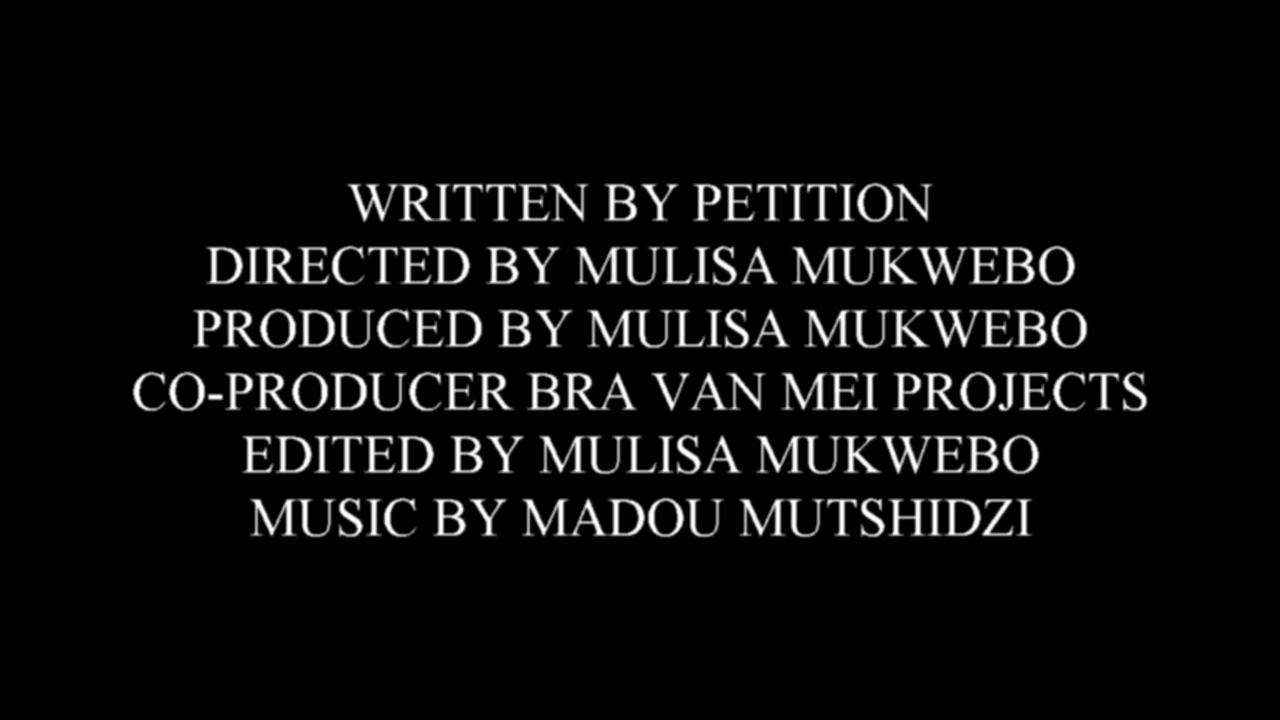 WRITTEN BY PETITION
DIRECTED BY MULISA MUKWEBO
PRODUCED BY MULISA MUKWEBO
CO-PRODUCER BRA VAN MEI PROJECTS
EDITED BY MULISA MUKWEBO
MUSIC BY MADOU MUTSHIDZI